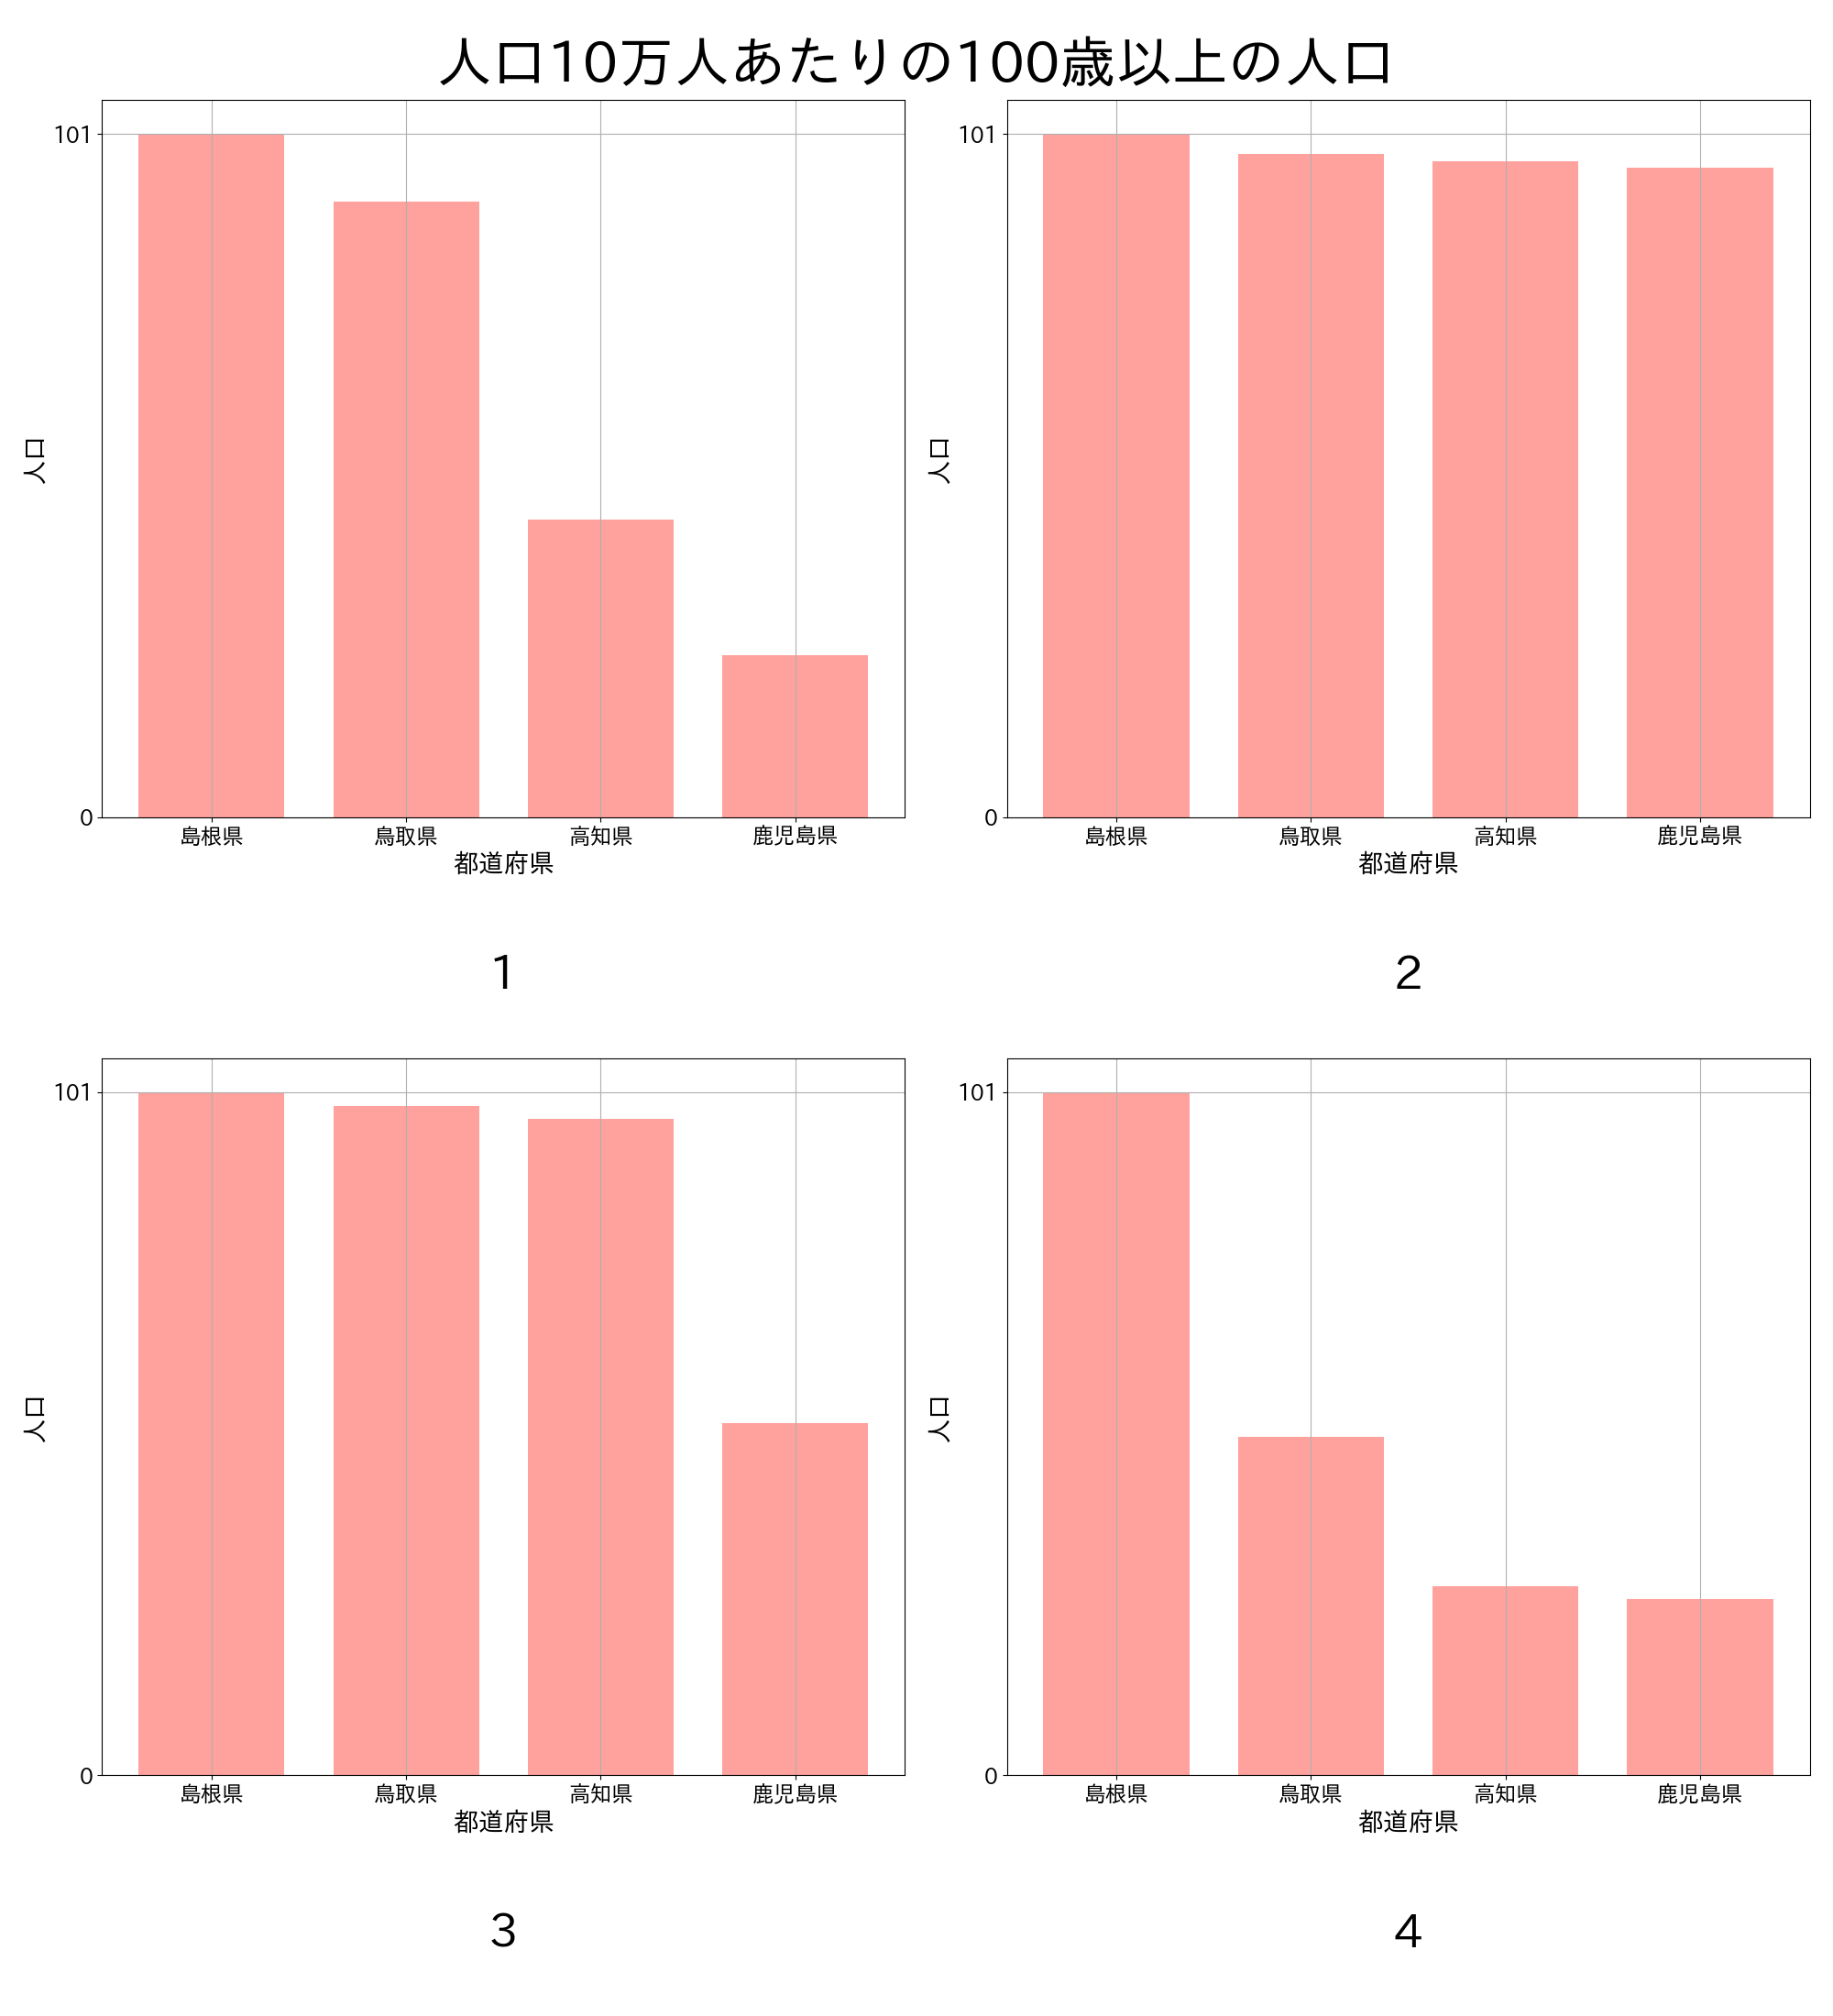 人口10万人あたりの100歳以上の人口
101
0
人口
島根県 鳥取県 高知県 鹿児島県
都道府県
1
101
0
人口
島根県 鳥取県 高知県 鹿児島県
都道府県
2
101
0
人口
島根県 鳥取県 高知県 鹿児島県
都道府県
3
101
0
人口
島根県 鳥取県 高知県 鹿児島県
都道府県
4